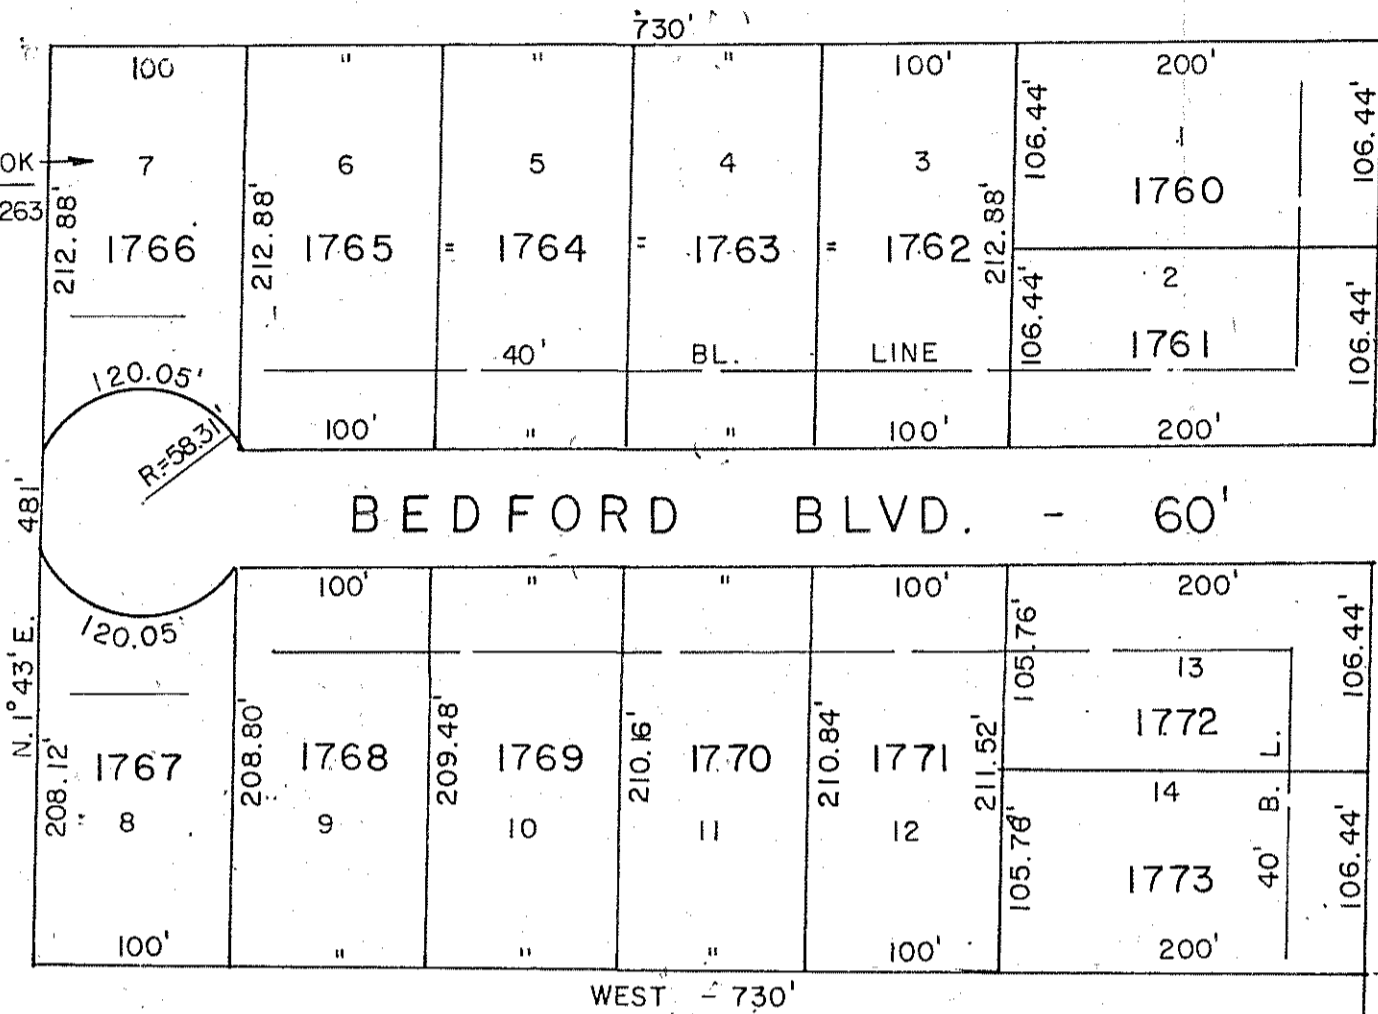 730'
100 " " " 100' 200'
OK 7 6 5 4 3 1
263
106.44' 106.44'
1760
212.88' 1766 212.88' 1765 = 1764 = 1763 = 1762 212.88'
106.44' 2 106.44'
1761
40' BL. LINE
120.05'
100' " " 100' 200'
R=58.31'
481'
BEDFORD BLVD. - 60'
100' " " 100' 200'
120.05'
N. 1° 43' E.
105.76' 13 106.44'
1772
208.12' 1767 208.80' 1768 209.48' 1769 210.16' 1770 210.84' 1771 211.52'
8 9 10 11 12
14
105.76' 1773 40' B. L. 106.44'
100' " " " 100' 200'
WEST - 730'